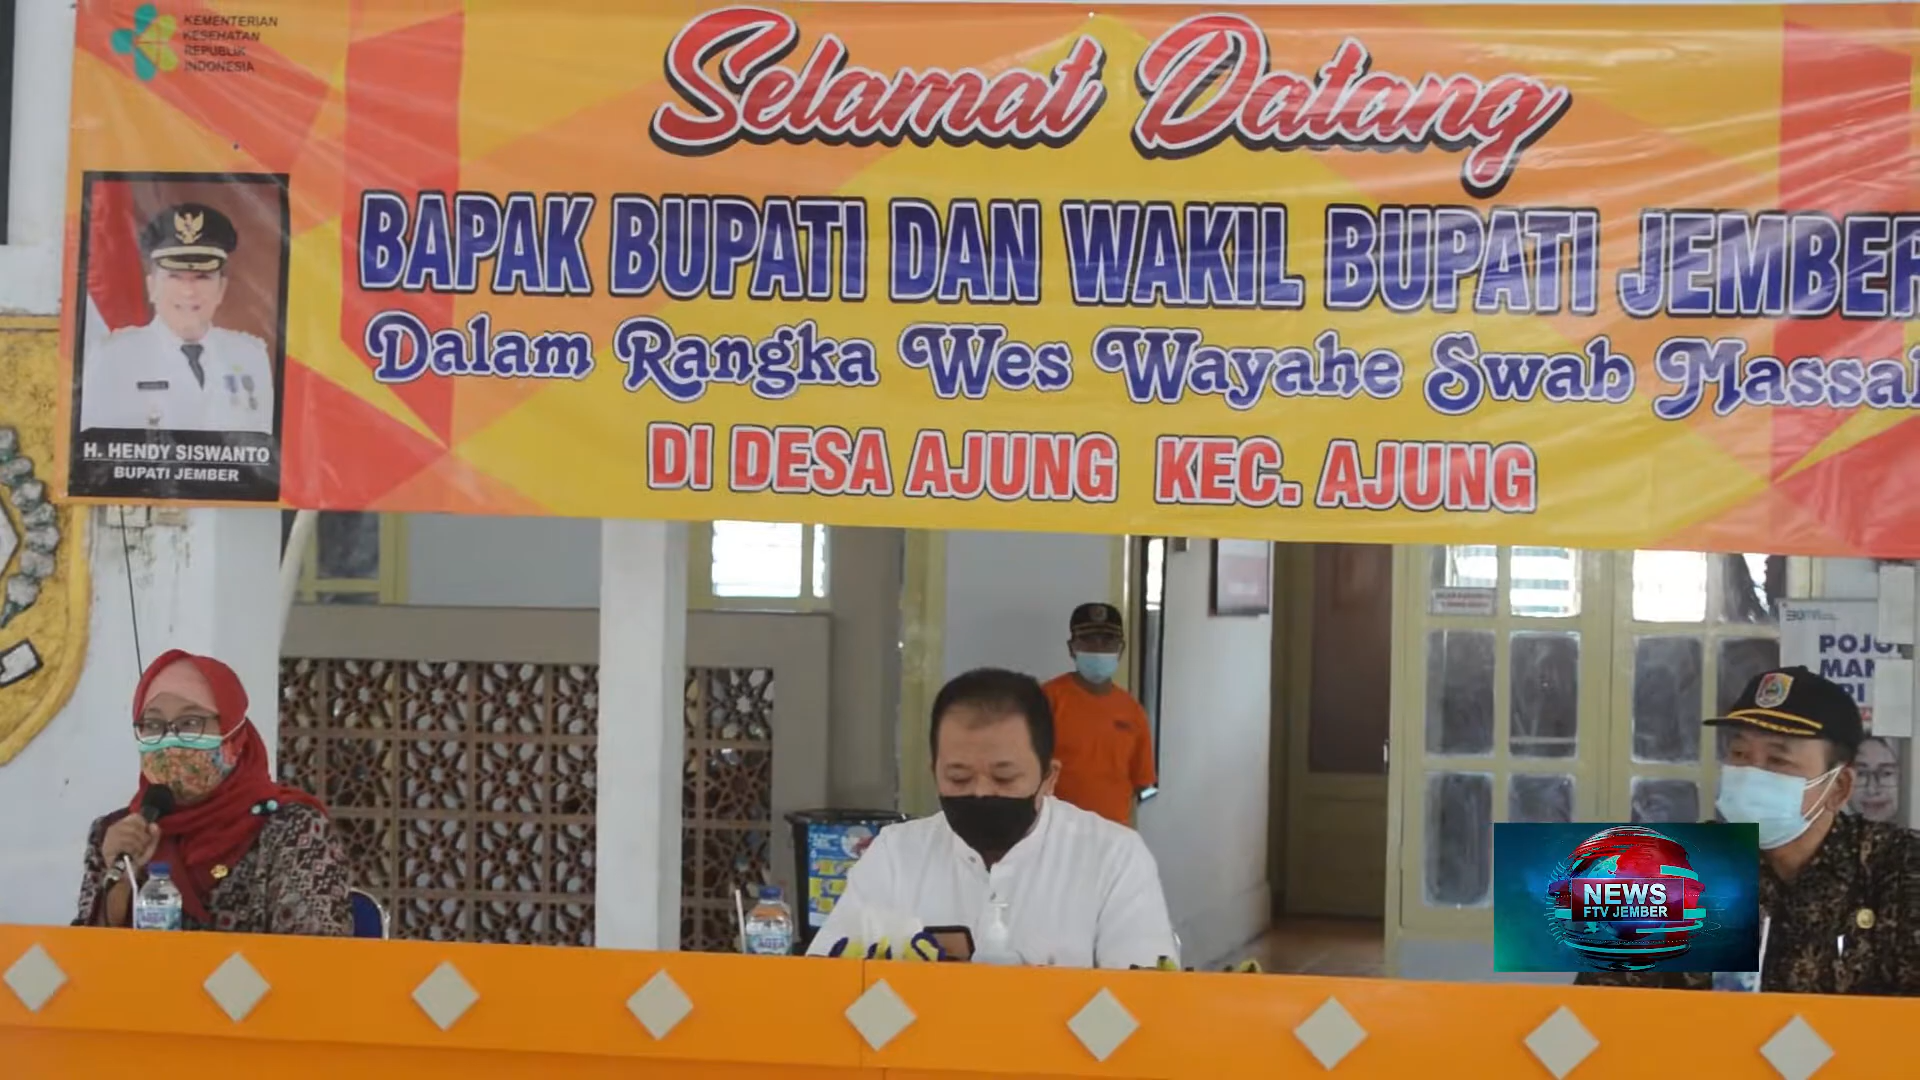 KEMENTERIAN
KESEHATAN
REPUBLIK
INDONESIA
Selamat Datang
BAPAK BUPATI DAN WAKIL BUPATI JEMBER
Dalam Rangka Wes Wayahe Swab Massal
DI DESA AJUNG KEC. AJUNG
H. HENDY SISWANTO
BUPATI JEMBER
NEWS
FTV JEMBER